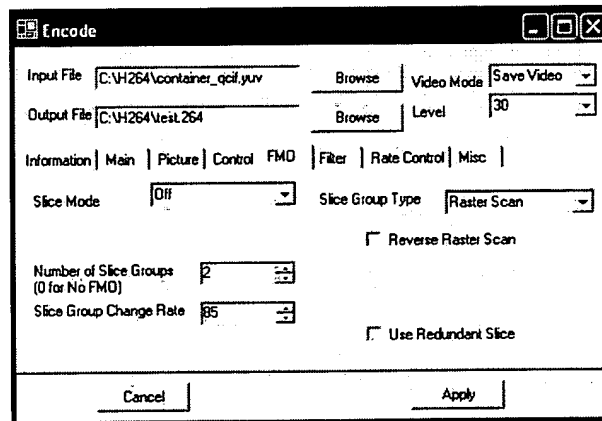 Encode
Input File C:\H264\container_qcif.yuv Browse Video Mode Save Video
Output File C:\H264\test.264 Browse Level 30
Information Main Picture Control FMO Filter Rate Control Misc
Slice Mode Off Slice Group Type Raster Scan
Reverse Raster Scan
Number of Slice Groups 2
(0 for No FMO)
Slice Group Change Rate 85
Use Redundant Slice
Cancel Apply